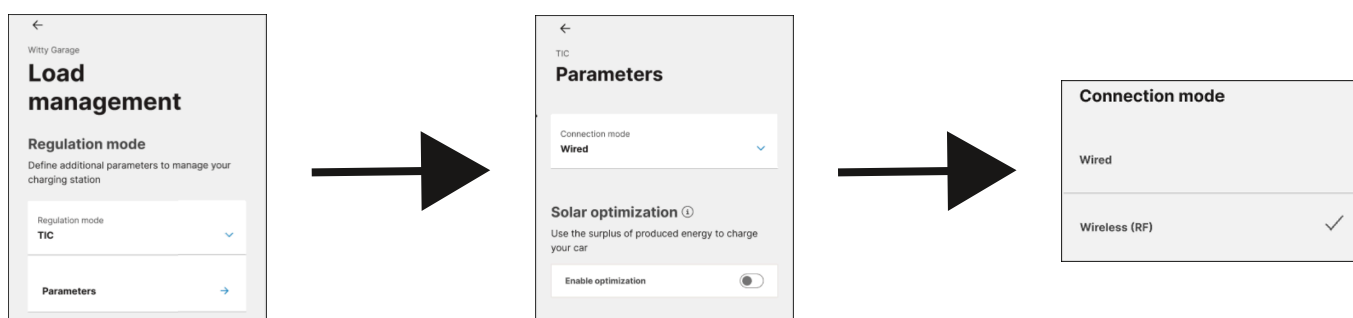 Witty Garage
Load
management
Regulation mode
Define additional parameters to manage your
charging station
Regulation mode
TIC
Parameters
TIC
Parameters
Connection mode
Wired
Solar optimization
Use the surplus of produced energy to charge
your car
Enable optimization
Connection mode
Wired
Wireless (RF)